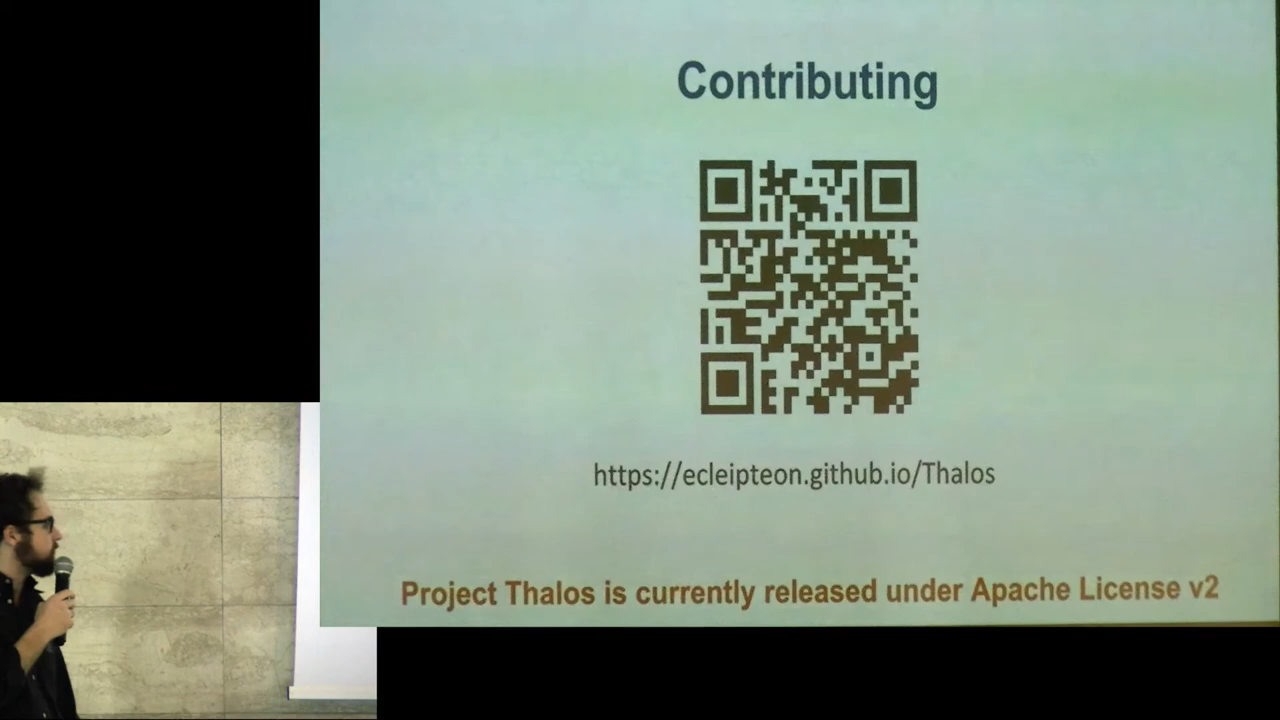 Contributing
https://ecleipteon.github.io/Thalos
Project Thalos is currently released under Apache License v2